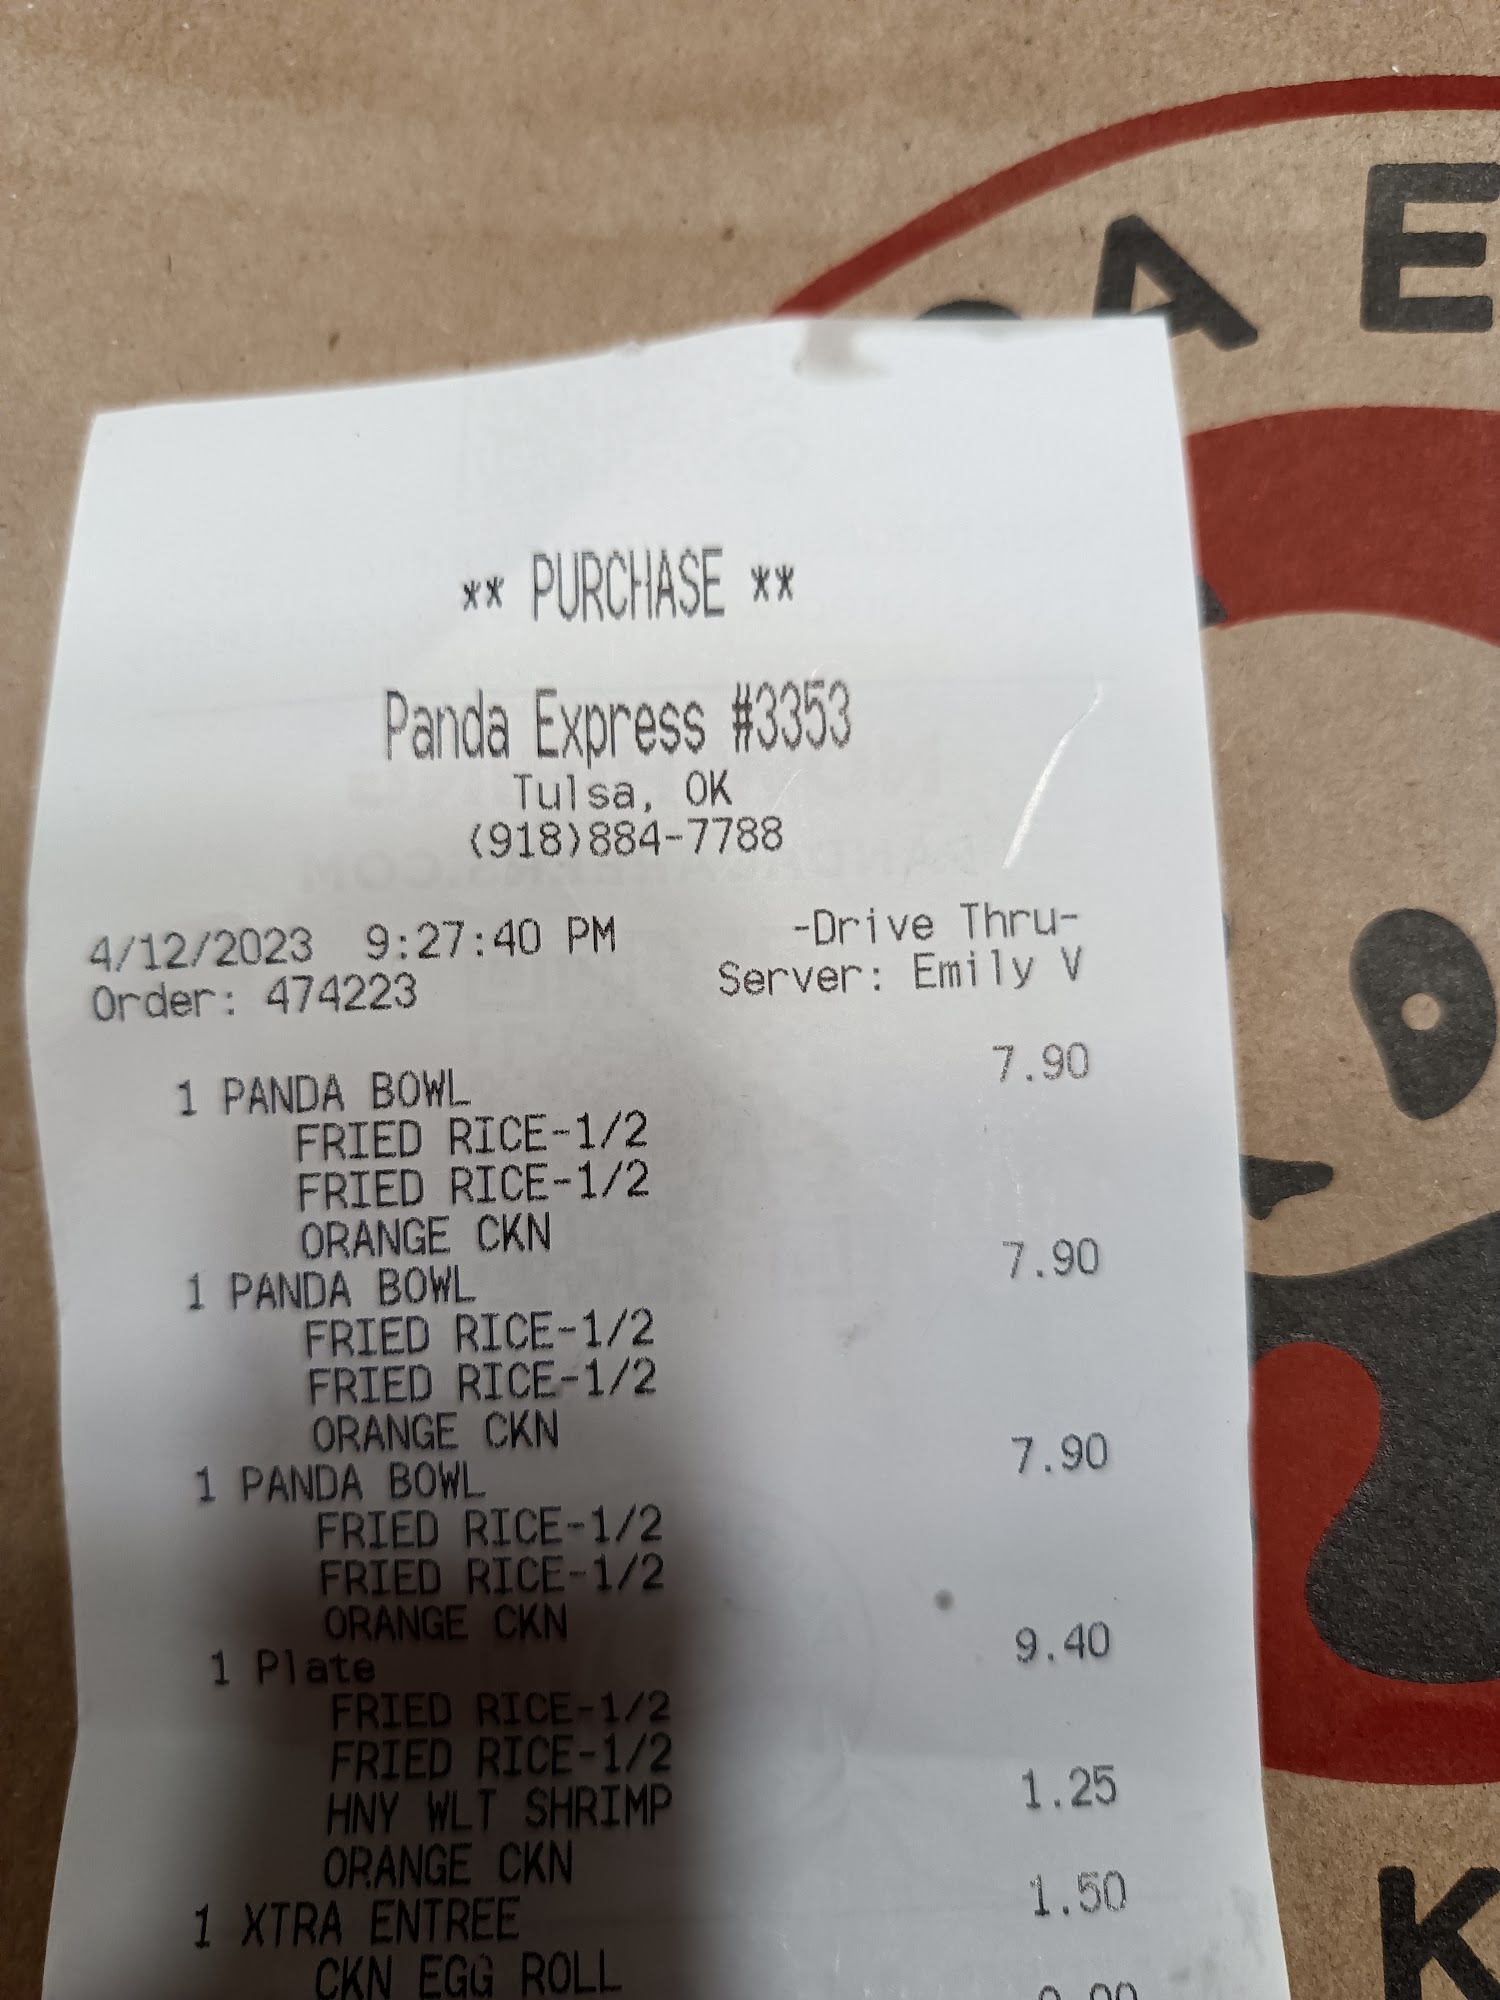 A E
** PURCHASE **
Panda Express #3353
Tulsa, OK
(918)884-7788
4/12/2023 9:27:40 PM -Drive Thru-
Order: 474223 Server: Emily V
1 PANDA BOWL 7.90
FRIED RICE-1/2
FRIED RICE-1/2
ORANGE CKN
1 PANDA BOWL 7.90
FRIED RICE-1/2
FRIED RICE-1/2
ORANGE CKN
1 PANDA BOWL 7.90
FRIED RICE-1/2
FRIED RICE-1/2
ORANGE CKN
1 Plate 9.40
FRIED RICE-1/2
FRIED RICE-1/2
HNY WLT SHRIMP 1.25
ORANGE CKN
1 XTRA ENTREE 1.50
CKN EGG ROLL
K